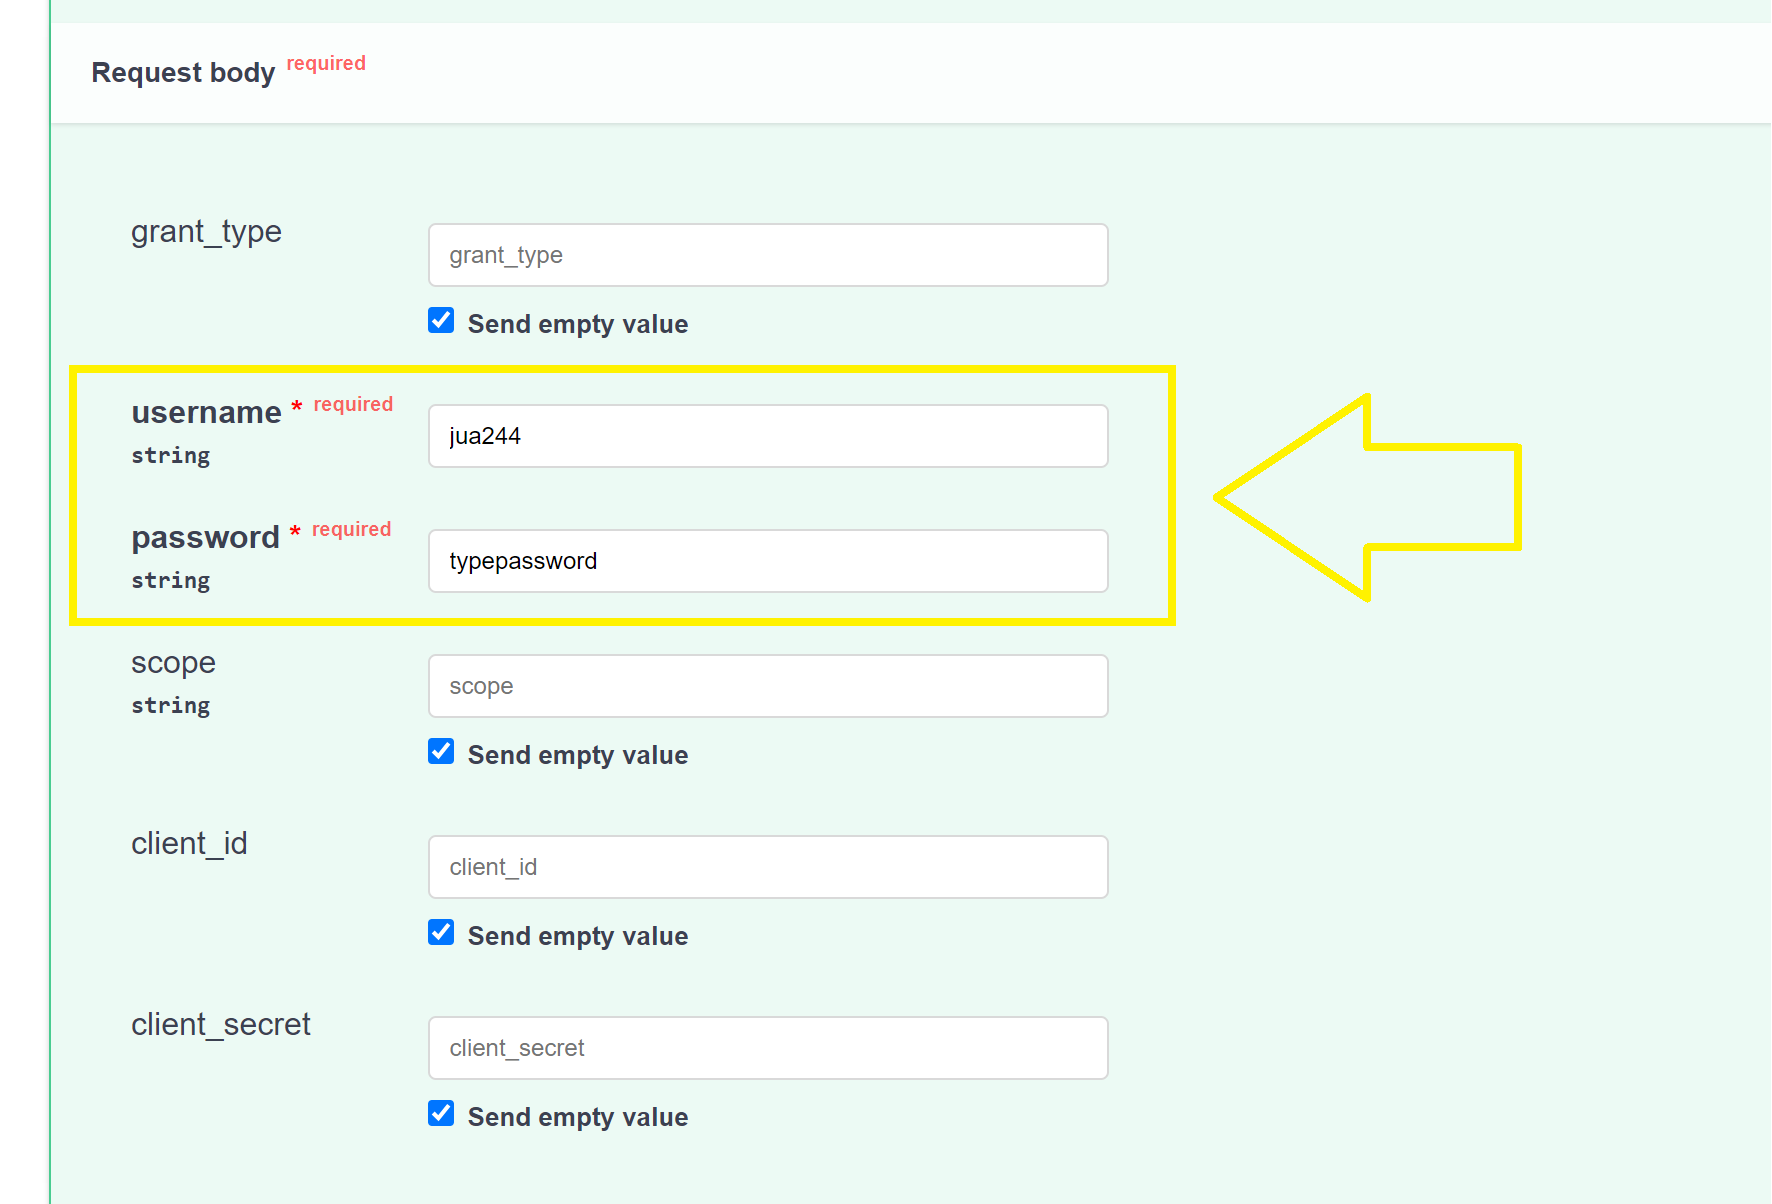 Request body required
grant_type
grant_type
Send empty value
username * required
string
jua244
password * required
string
typepassword
scope
string
scope
Send empty value
client_id
client_id
Send empty value
client_secret
client_secret
Send empty value